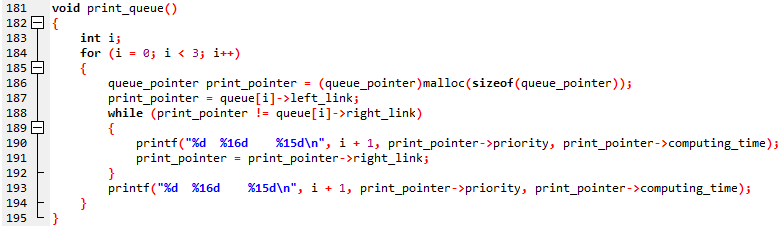 181 void print_queue()
182 {
183     int i;
184     for (i = 0; i < 3; i++)
185     {
186         queue_pointer print_pointer = (queue_pointer)malloc(sizeof(queue_pointer));
187         print_pointer = queue[i]->left_link;
188         while (print_pointer != queue[i]->right_link)
189         {
190             printf("%d  %16d    %15d\n", i + 1, print_pointer->priority, print_pointer->computing_time);
191             print_pointer = print_pointer->right_link;
192         }
193         printf("%d  %16d    %15d\n", i + 1, print_pointer->priority, print_pointer->computing_time);
194     }
195 }